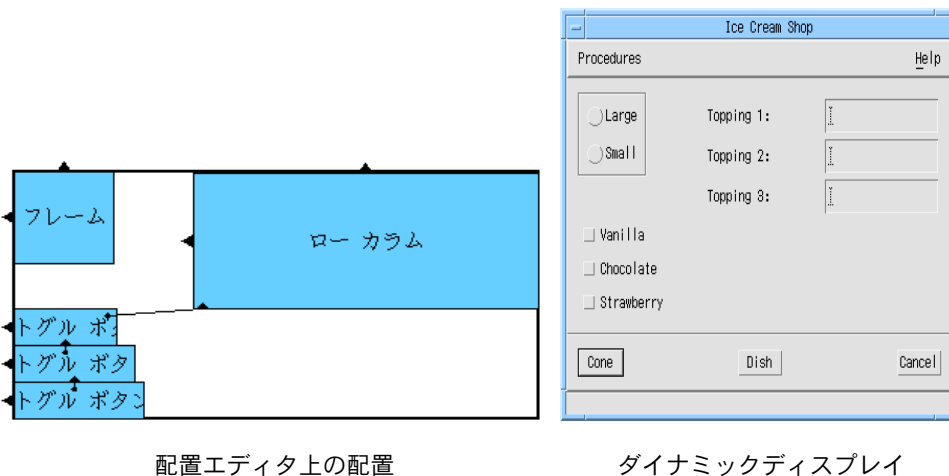 フレーム
ロー カラム
トグル ボ
トグル ボタ
トグル ボタン
配置エディタ上の配置
Ice Cream Shop
Procedures
Help
Large
Small
Topping 1:
Topping 2:
Topping 3:
Vanilla
Chocolate
Strawberry
Cone
Dish
Cancel
ダイナミックディスプレイ